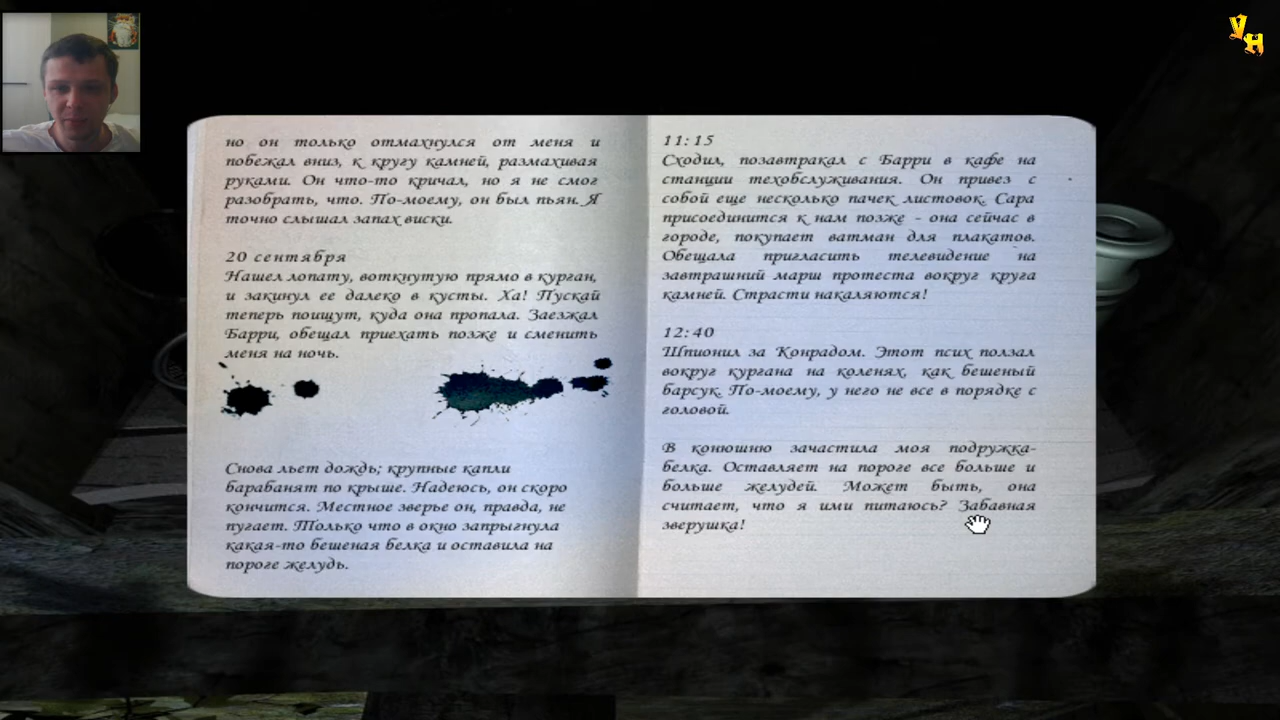 УН
но он только отмахнулся от меня и
побежал вниз, к кругу камней, размахивая
руками. Он что-то кричал, но я не смог
разобрать, что. По-моему, он был пьян. Я
точно слышал запах виски.
20 сентября
Нашел лопату, воткнутую прямо в курган,
и закинул ее далеко в кусты. Ха! Пускай
теперь поищут, куда она пропала. Заезжал
Барри, обещал приехать позже и сменить
меня на ночь.
Снова льет дождь; крупные капли
барабанят по крыше. Надеюсь, он скоро
кончится. Местное зверье он, правда, не
пугает. Только что в окно запрыгнула
какая-то бешеная белка и оставила на
пороге желудь.
11:15
Сходил, позавтракал с Барри в кафе на
станции техобслуживания. Он привез с
собой еще несколько пачек листовок. Сара
присоединится к нам позже - она сейчас в
городе, покупает ватман для плакатов.
Обещала пригласить телевидение на
завтрашний марш протеста вокруг круга
камней. Страсти накаляются!
12:40
Шпионил за Конрадом. Этот псих ползал
вокруг кургана на коленях, как бешеный
барсук. По-моему, у него не все в порядке с
головой.
В конюшню зачастила моя подружка-
белка. Оставляет на пороге все больше и
больше желудей. Может быть, она
считает, что я ими питаюсь? Забавная
зверушка!